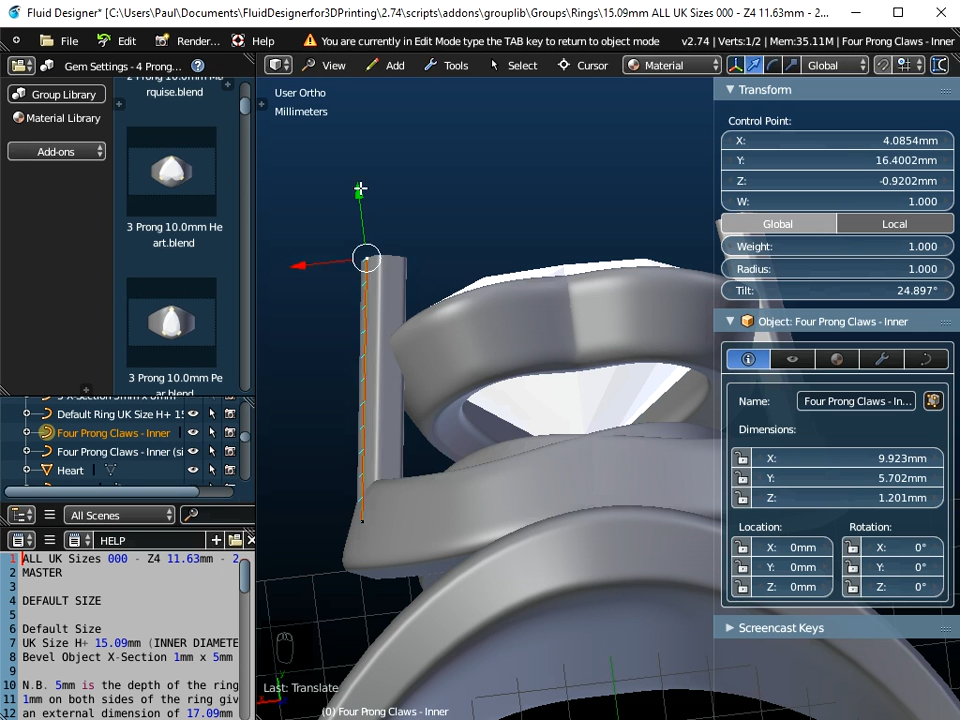 Fluid Designer* [C:\Users\Paul\Documents\FluidDesignerfor3DPrinting\2.74\scripts\addons\grouplib\Groups\Rings\15.09mm ALL UK Sizes 000 - Z4 11.63mm - 2...
File Edit Render... Help You are currently in Edit Mode type the TAB key to return to object mode v2.74 | Verts:1/2 | Mem:35.11M | Four Prong Claws - Inner
Gem Settings - 4 Prong...
View Add Tools Select Cursor Material Global
Group Library
Material Library
Add-ons
rquise.blend
3 Prong 10.0mm He
art.blend
3 Prong 10.0mm Pe
ar.blend
Default Ring UK Size H+ 1
Four Prong Claws - Inner
Four Prong Claws - Inner (si
Heart
All Scenes
HELP
1 ALL UK Sizes 000 - Z4 11.63mm - 2
2 MASTER
3
4 DEFAULT SIZE
5
6 Default Size
7 UK Size H+ 15.09mm (INNER DIAMETE
8 Bevel Object X-Section 1mm x 5mm
9
10 N.B. 5mm is the depth of the ring
11 1mm on both sides of the ring giv
12 an external dimension of 17.09mm
User Ortho
Millimeters
Last: Translate
(0) Four Prong Claws - Inner
Transform
Control Point:
X: 4.0854mm
Y: 16.4002mm
Z: -0.9202mm
W: 1.000
Global Local
Weight: 1.000
Radius: 1.000
Tilt: 24.897°
Object: Four Prong Claws - Inner
Name: Four Prong Claws - In...
Dimensions:
X: 9.923mm
Y: 5.702mm
Z: 1.201mm
Location: Rotation:
X: 0mm X: 0°
Y: 0mm Y: 0°
Z: 0mm Z: 0°
Screencast Keys